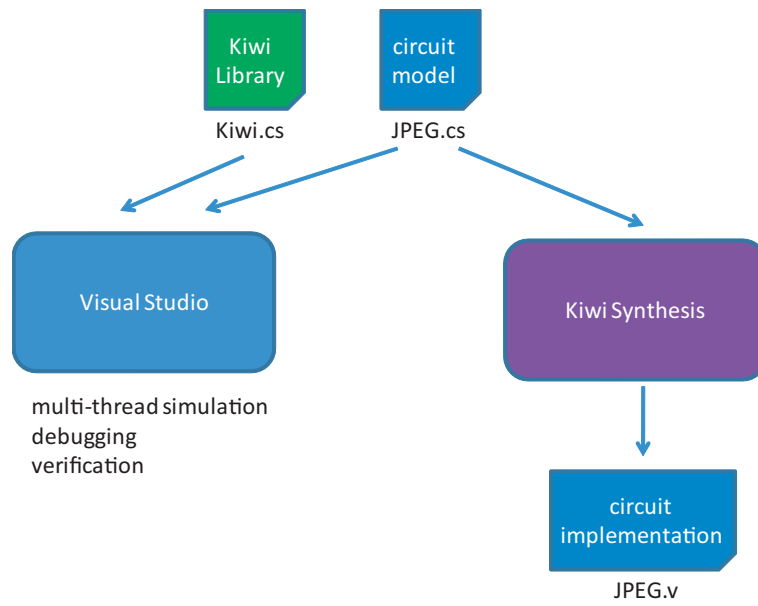 Kiwi
Library
circuit
model
Kiwi.cs
JPEG.cs
Visual Studio
Kiwi Synthesis
multi-thread simulation
debugging
verification
circuit
implementation
JPEG.v